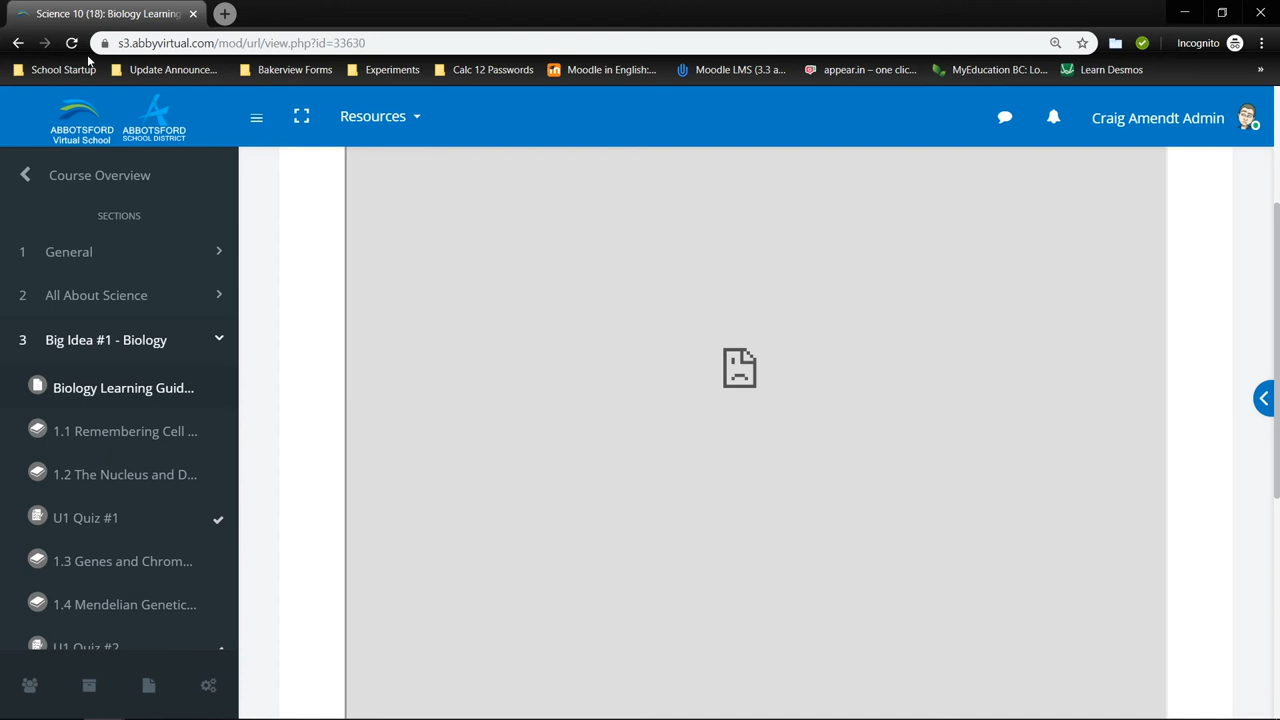 Science 10 (18): Biology Learning
s3.abbyvirtual.com/mod/url/view.php?id=33630
Incognito
School Startup
Update Announce...
Bakerview Forms
Experiments
Calc 12 Passwords
Moodle in English:...
Moodle LMS (3.3 a...
appear.in – one clic...
MyEducation BC: Lo...
Learn Desmos
»
ABBOTSFORD
Virtual School
ABBOTSFORD
SCHOOL DISTRICT
Resources
Craig Amendt Admin
Course Overview
SECTIONS
1 General
2 All About Science
3 Big Idea #1 - Biology
Biology Learning Guid...
1.1 Remembering Cell ...
1.2 The Nucleus and D...
U1 Quiz #1
1.3 Genes and Chrom...
1.4 Mendelian Genetic...
U1 Quiz #2